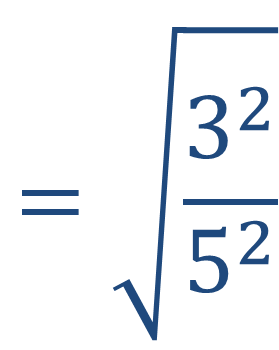 = √(3²/5²)